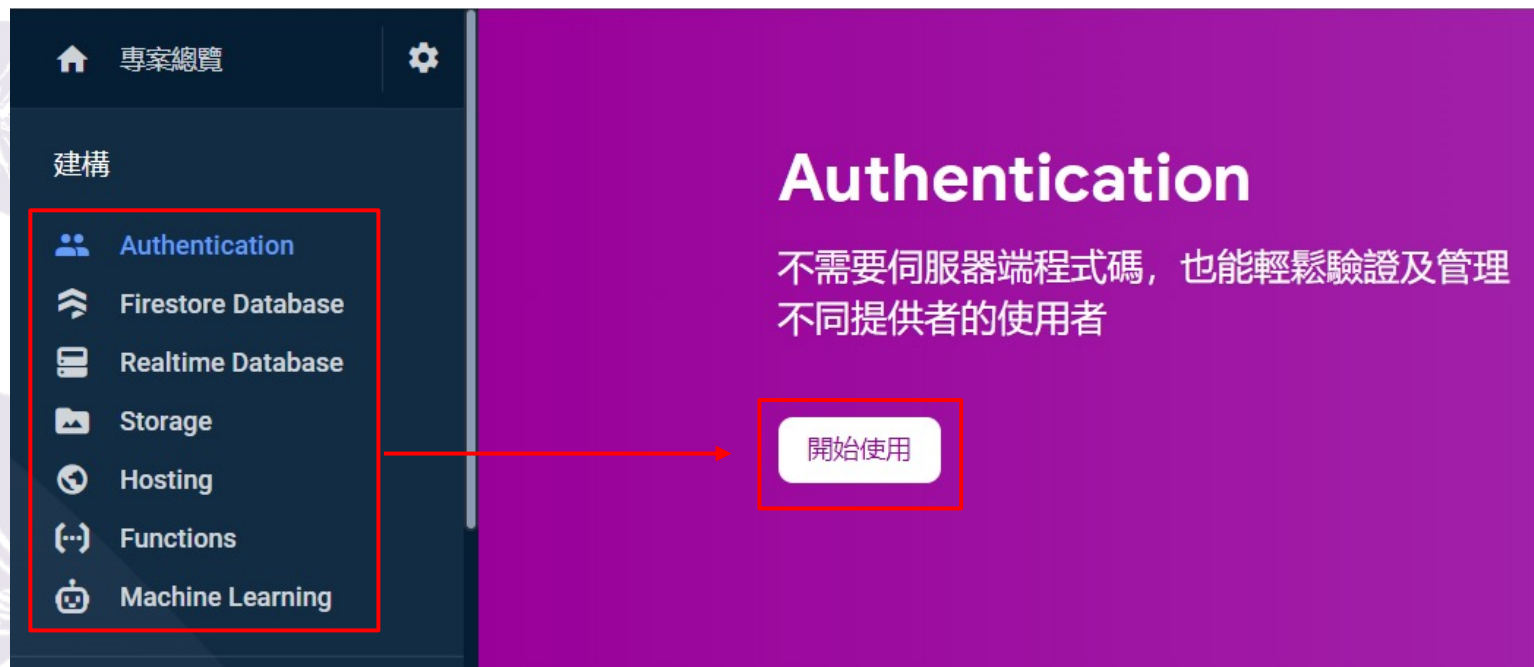 專案總覽
建構
Authentication
Firestore Database
Realtime Database
Storage
Hosting
Functions
Machine Learning
Authentication
不需要伺服器端程式碼，也能輕鬆驗證及管理
不同提供者的使用者
開始使用